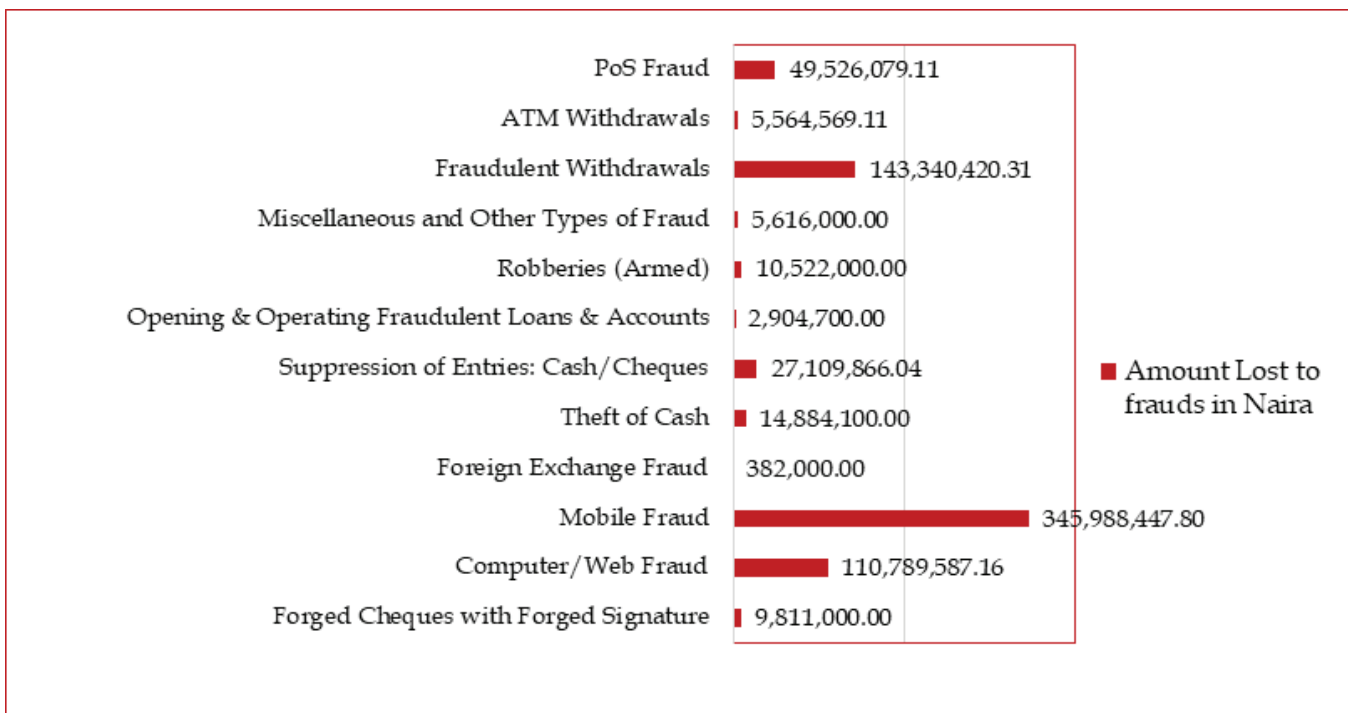 PoS Fraud 49,526,079.11
ATM Withdrawals 5,564,569.11
Fraudulent Withdrawals 143,340,420.31
Miscellaneous and Other Types of Fraud 5,616,000.00
Robberies (Armed) 10,522,000.00
Opening & Operating Fraudulent Loans & Accounts 2,904,700.00
Suppression of Entries: Cash/Cheques 27,109,866.04
Theft of Cash 14,884,100.00
Foreign Exchange Fraud 382,000.00
Mobile Fraud 345,988,447.80
Computer/Web Fraud 110,789,587.16
Forged Cheques with Forged Signature 9,811,000.00
Amount Lost to
frauds in Naira